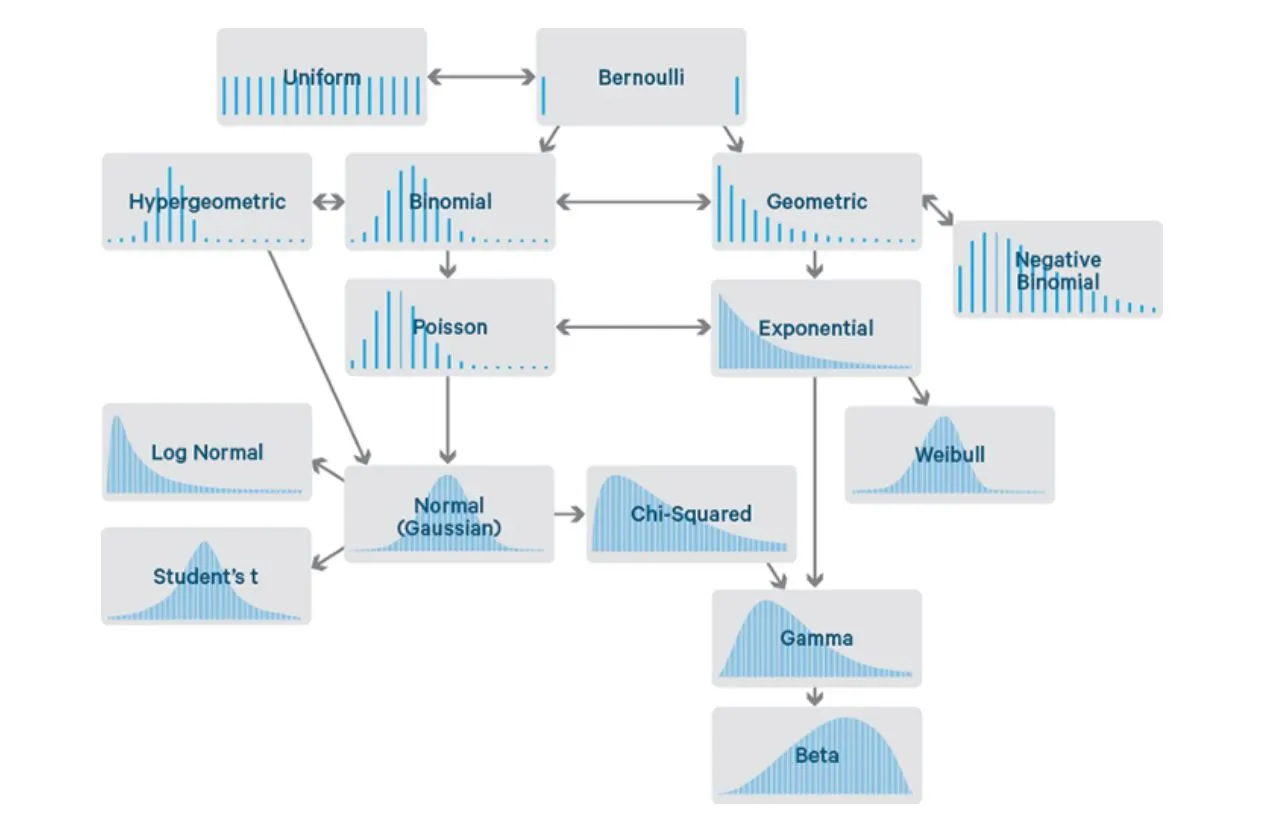 Uniform
Bernoulli
Hypergeometric
Binomial
Geometric
Negative
Binomial
Poisson
Exponential
Log Normal
Weibull
Normal
(Gaussian)
Chi-Squared
Student’s t
Gamma
Beta